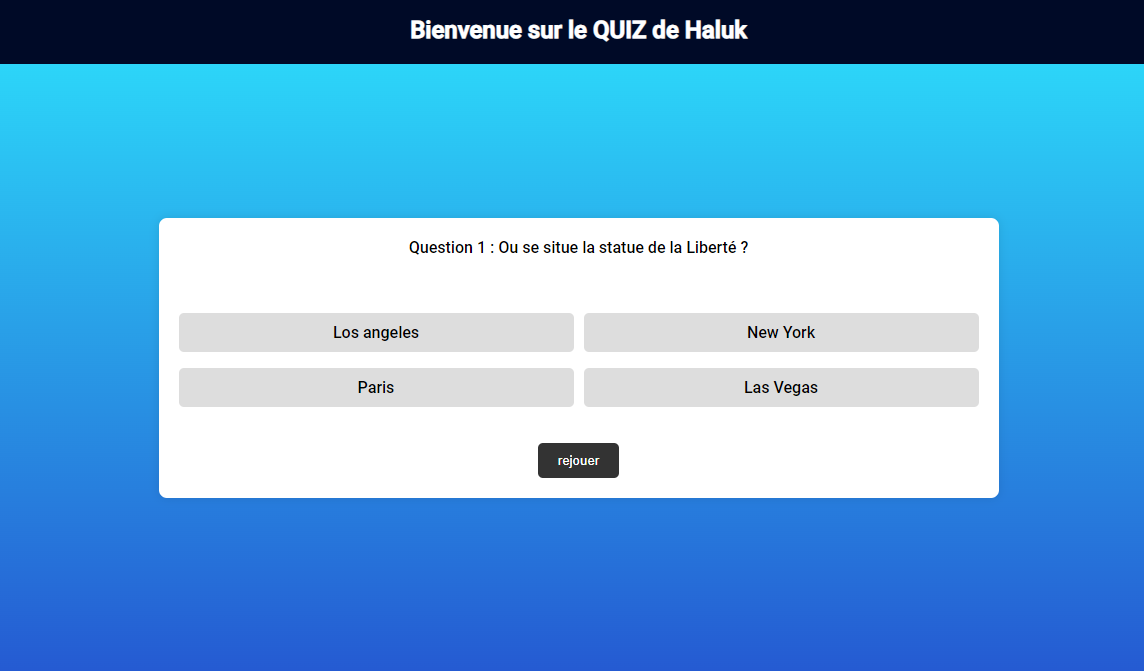 Bienvenue sur le QUIZ de Haluk
Question 1 : Ou se situe la statue de la Liberté ?
Los angeles
New York
Paris
Las Vegas
rejouer